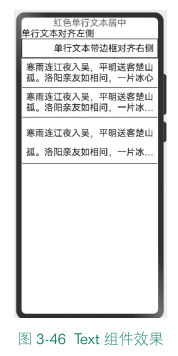 红色单行文本居中
单行文本对齐左侧
单行文本带边框对齐右侧
寒雨连江夜入吴，平明送客楚山
孤。洛阳亲友如相问，一片冰心
寒雨连江夜入吴，平明送客楚山
孤。洛阳亲友如相问，一片冰...
寒雨连江夜入吴，平明送客楚山
孤。洛阳亲友如相问，一片冰...
图 3-46 Text 组件效果